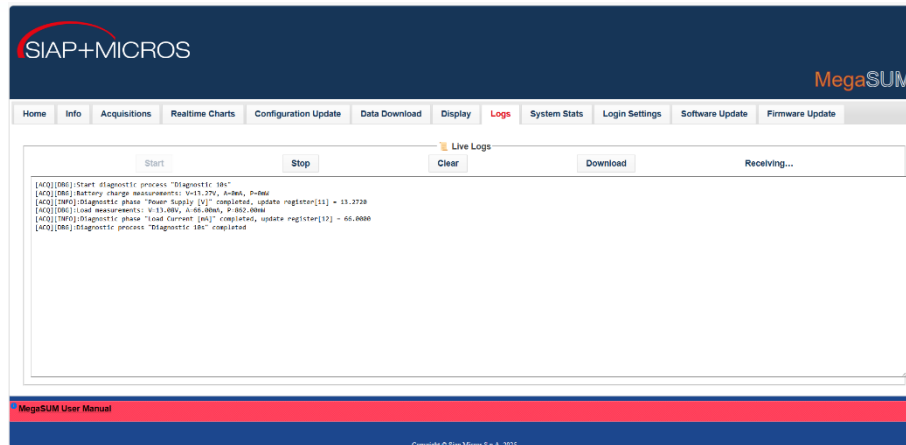 SIAP+MICROS
MegaSUM
Home Info Acquisitions Realtime Charts Configuration Update Data Download Display Logs System Stats Login Settings Software Update Firmware Update
Live Logs
Start Stop Clear Download Receiving...
[ACQ][DBG]:Start diagnostic process "Diagnostic 10s"
[ACQ][DBG]:Battery charge measurements: V=13.27V, A=0mA, P=0mW
[ACQ][INFO]:Diagnostic phase "Power Supply [V]" completed, update register[11] = 13.2720
[ACQ][DBG]:Load measurements: V=13.08V, A=66.00mA, P=862.00mW
[ACQ][INFO]:Diagnostic phase "Load Current [mA]" completed, update register[12] = 66.0000
[ACQ][DBG]:Diagnostic process "Diagnostic 10s" completed
MegaSUM User Manual
Copyright © Siap Micros S.p.A. 2025